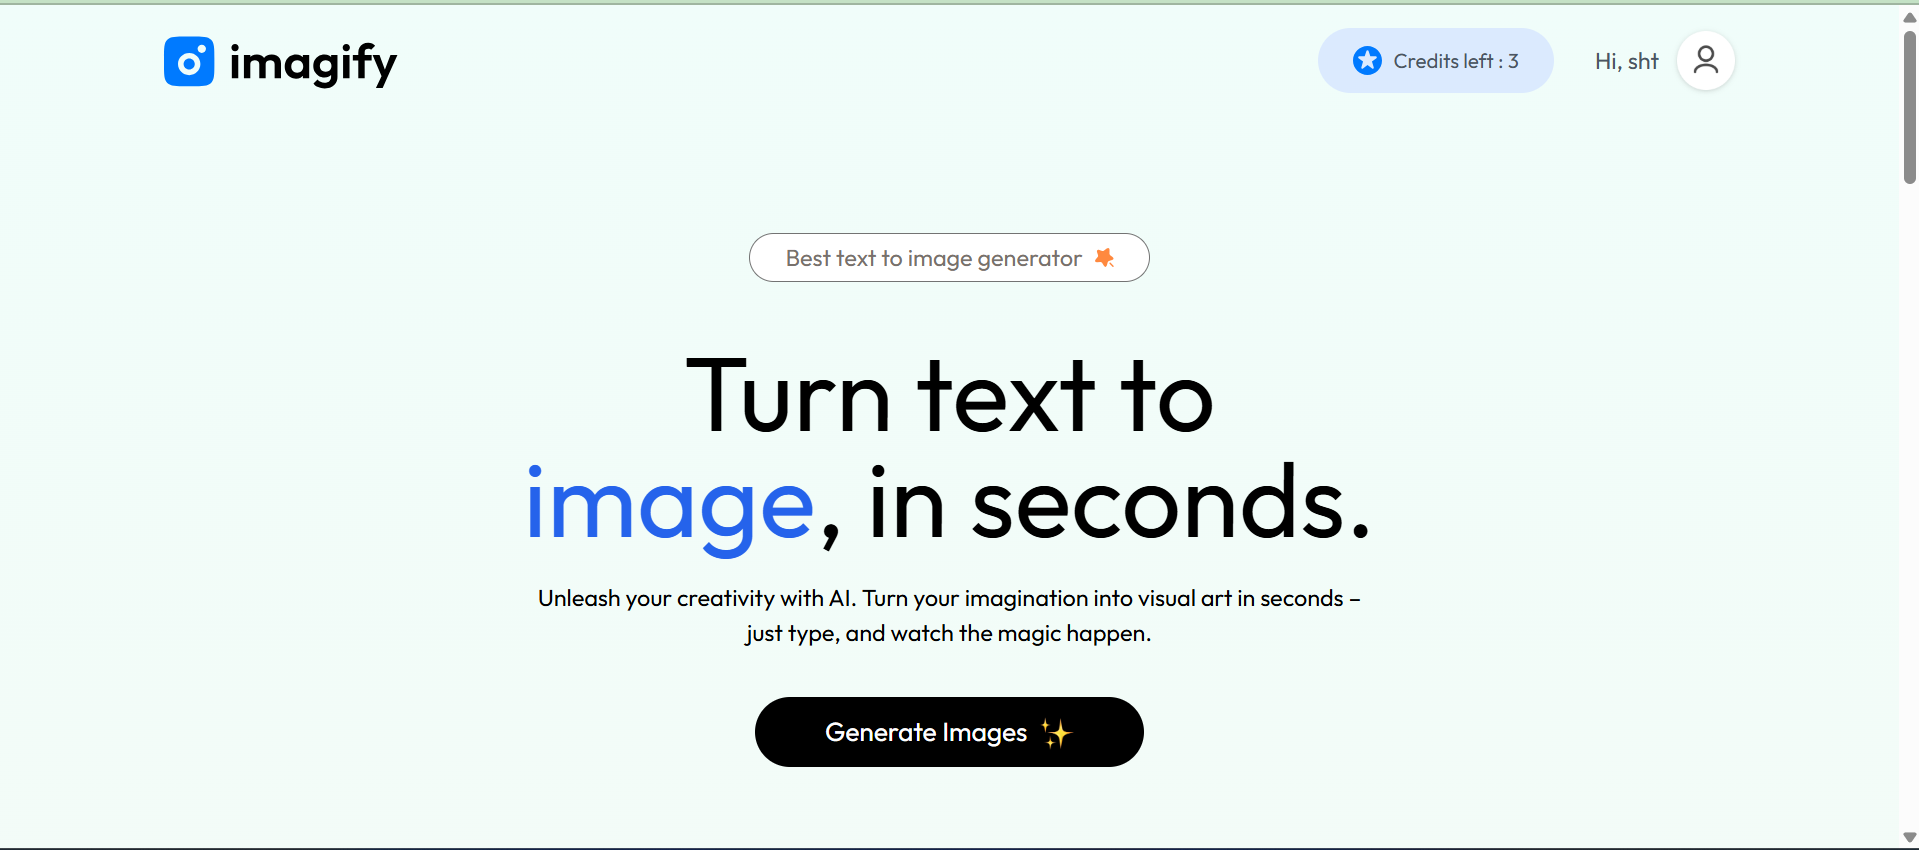 imagify
Credits left : 3
Hi, sht
Best text to image generator
Turn text to
image, in seconds.
Unleash your creativity with AI. Turn your imagination into visual art in seconds –
just type, and watch the magic happen.
Generate Images ✨